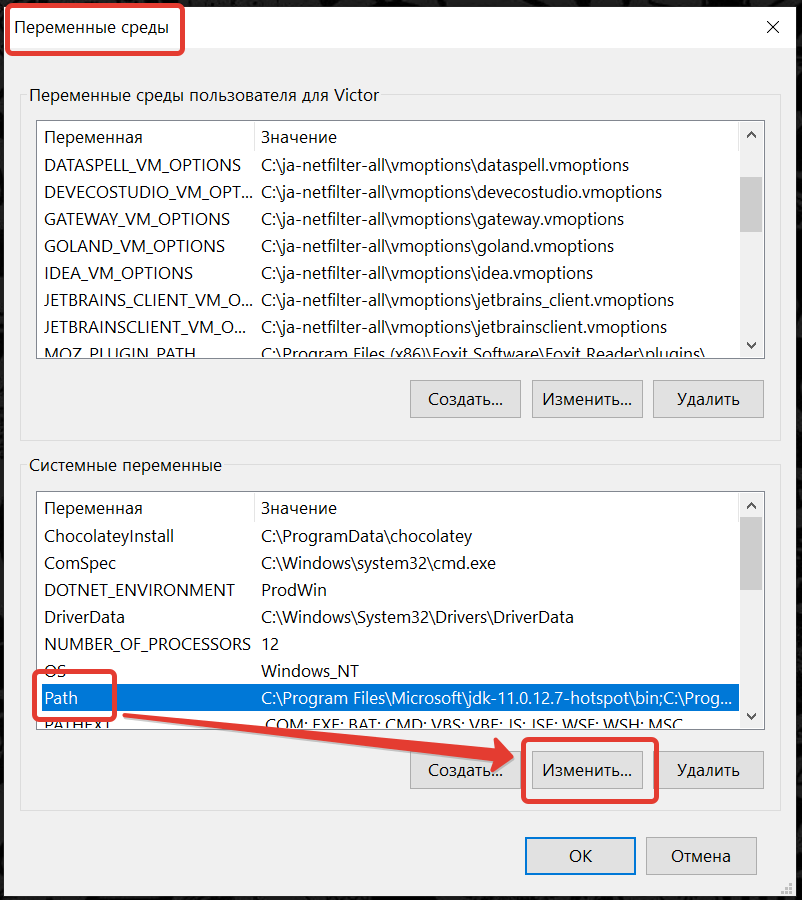 Переменные среды
Переменные среды пользователя для Victor
Переменная Значение
DATASPELL_VM_OPTIONS C:\ja-netfilter-all\vmoptions\dataspell.vmoptions
DEVECOSTUDIO_VM_OPT... C:\ja-netfilter-all\vmoptions\devecostudio.vmoptions
GATEWAY_VM_OPTIONS C:\ja-netfilter-all\vmoptions\gateway.vmoptions
GOLAND_VM_OPTIONS C:\ja-netfilter-all\vmoptions\goland.vmoptions
IDEA_VM_OPTIONS C:\ja-netfilter-all\vmoptions\idea.vmoptions
JETBRAINS_CLIENT_VM_O... C:\ja-netfilter-all\vmoptions\jetbrains_client.vmoptions
JETBRAINSCLIENT_VM_O... C:\ja-netfilter-all\vmoptions\jetbrainsclient.vmoptions
MOZ_PLUGIN_PATH C:\Program Files (x86)\Foxit Software\Foxit Reader\plugins\
Создать... Изменить... Удалить
Системные переменные
Переменная Значение
ChocolateyInstall C:\ProgramData\chocolatey
ComSpec C:\Windows\system32\cmd.exe
DOTNET_ENVIRONMENT ProdWin
DriverData C:\Windows\System32\Drivers\DriverData
NUMBER_OF_PROCESSORS 12
OS Windows_NT
Path C:\Program Files\Microsoft\jdk-11.0.12.7-hotspot\bin;C:\Prog...
PATHEXT .COM;.EXE;.BAT;.CMD;.VBS;.VBE;.JS;.JSE;.WSF;.WSH;.MSC
Создать... Изменить... Удалить
OK Отмена